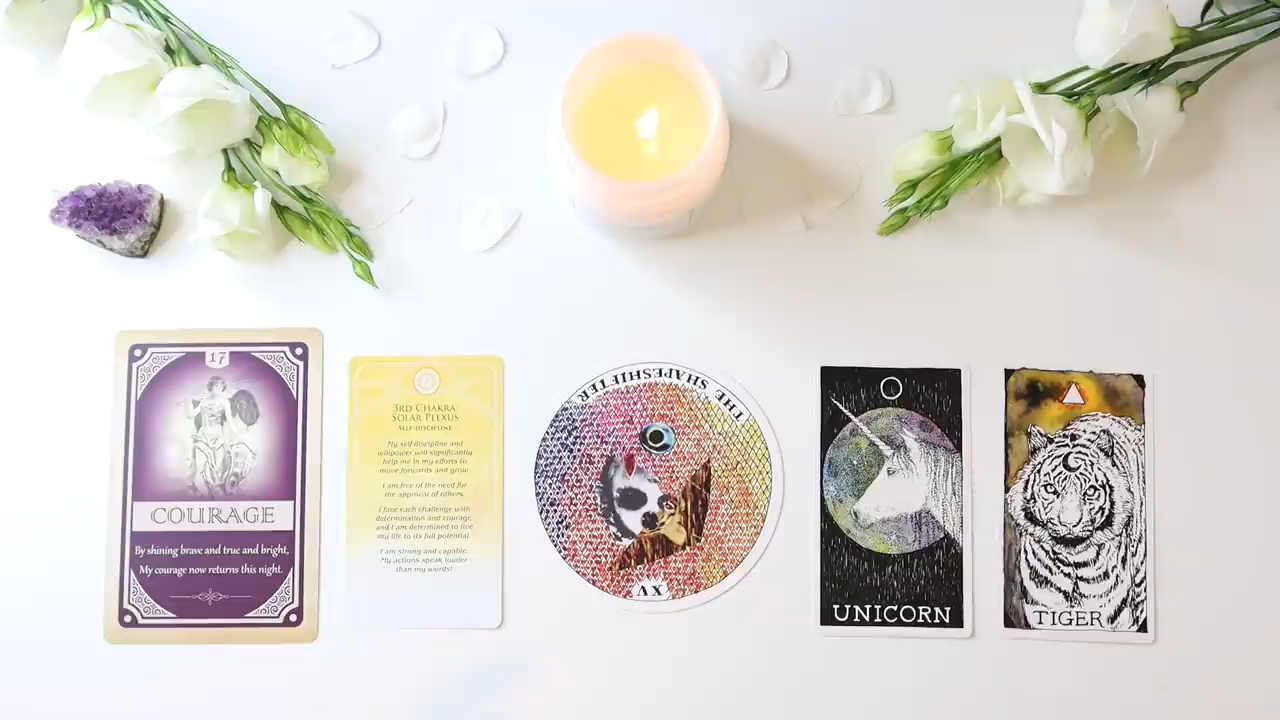 17
COURAGE
By shining brave and true and bright,
My courage now returns this night.
3RD CHAKRA
SOLAR PLEXUS
SELF-DISCIPLINE
My self-discipline and
willpower will significantly
help me in my efforts to
move forwards and grow.
I am free of the need for
the approval of others.
I face each challenge with
determination and courage,
and I am determined to live
my life to its full potential.
I am strong and capable.
My actions speak louder
than my words!
THE SHAPESHIFTER
XV
UNICORN
TIGER